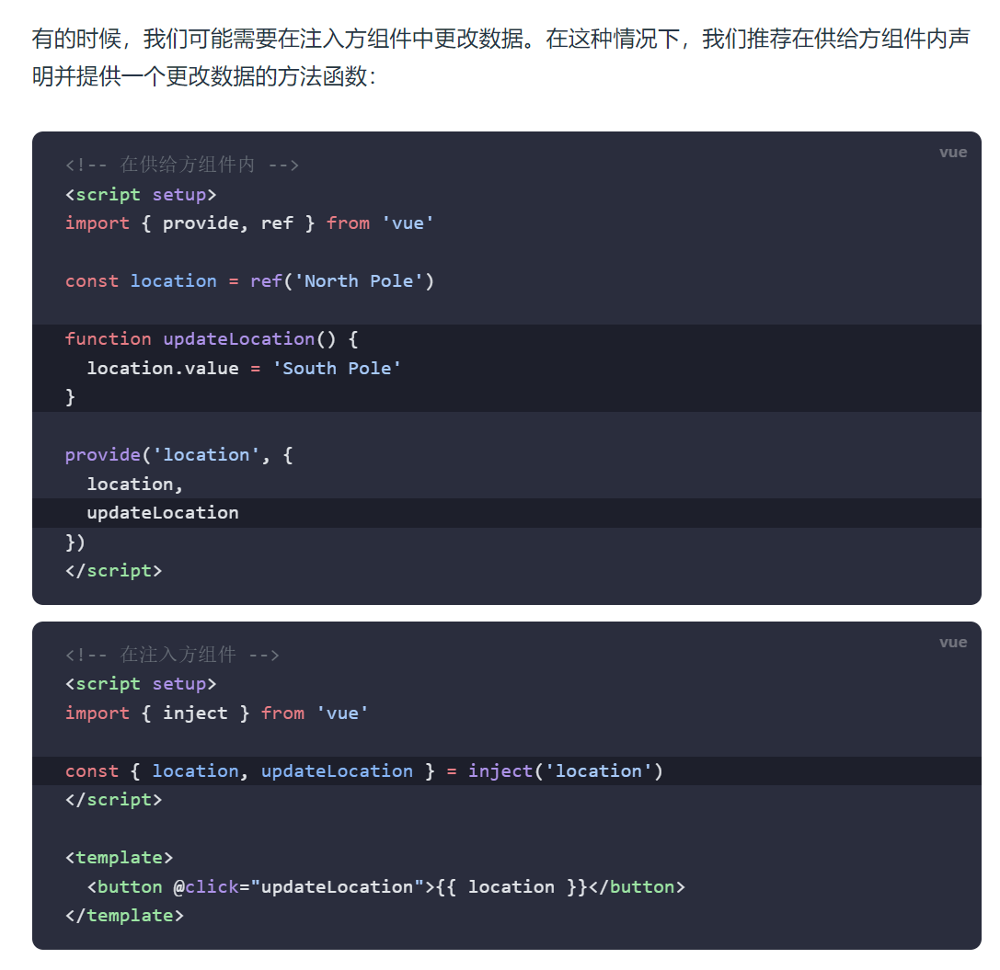 有的时候，我们可能需要在注入方组件中更改数据。在这种情况下，我们推荐在供给方组件内声
明并提供一个更改数据的方法函数：
vue
<!-- 在供给方组件内 -->
<script setup>
import { provide, ref } from 'vue'
const location = ref('North Pole')
function updateLocation() {
  location.value = 'South Pole'
}
provide('location', {
  location,
  updateLocation
})
</script>
vue
<!-- 在注入方组件 -->
<script setup>
import { inject } from 'vue'
const { location, updateLocation } = inject('location')
</script>
<template>
  <button @click="updateLocation">{{ location }}</button>
</template>